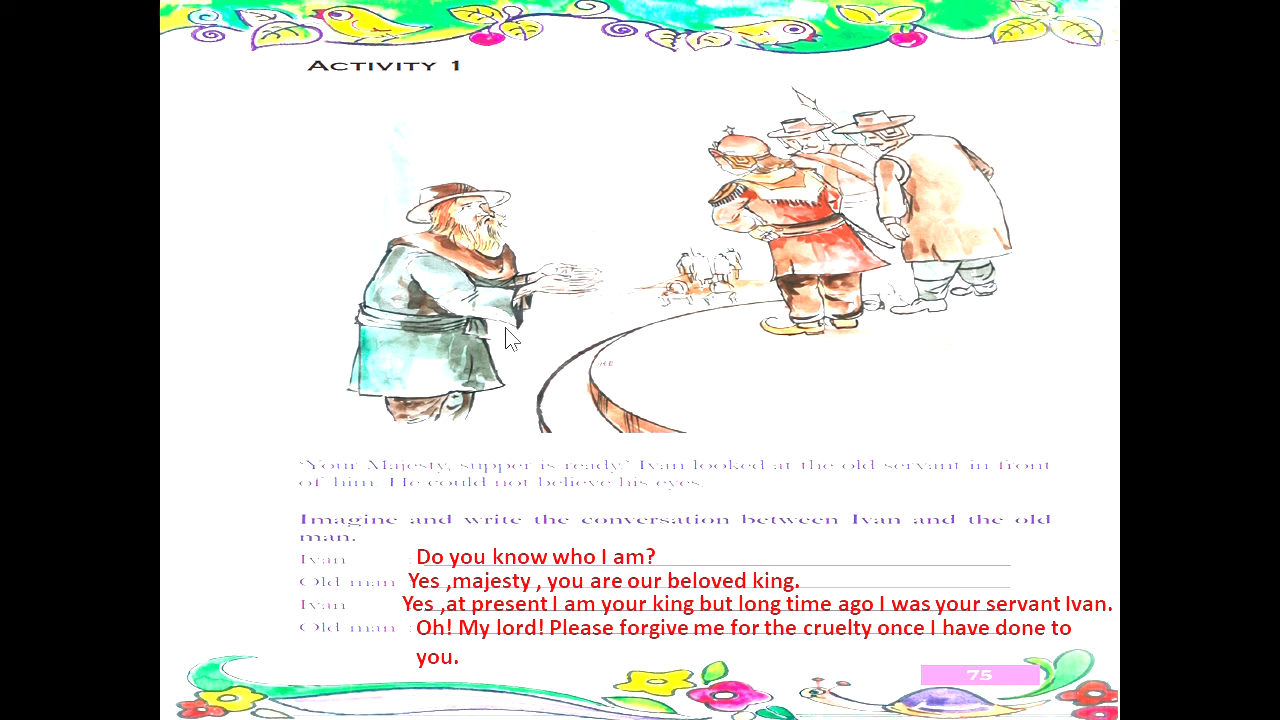 ACTIVITY 1
'Your Majesty, supper is ready' Ivan looked at the old servant in front
of him. He could not believe his eyes.
Imagine and write the conversation between Ivan and the old
man.
Ivan : Do you know who I am?
Old man Yes ,majesty , you are our beloved king.
Ivan Yes ,at present I am your king but long time ago I was your servant Ivan.
Old man : Oh! My lord! Please forgive me for the cruelty once I have done to
you.
75